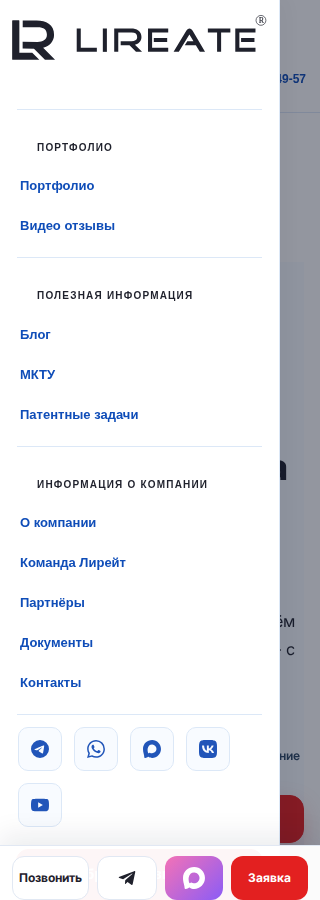 LIREATE®
49-57
ПОРТФОЛИО
Портфолио
Видео отзывы
ПОЛЕЗНАЯ ИНФОРМАЦИЯ
Блог
МКТУ
Патентные задачи
ИНФОРМАЦИЯ О КОМПАНИИ
О компании
Команда Лирейт
Партнёры
Документы
Контакты
Позвонить
Заявка